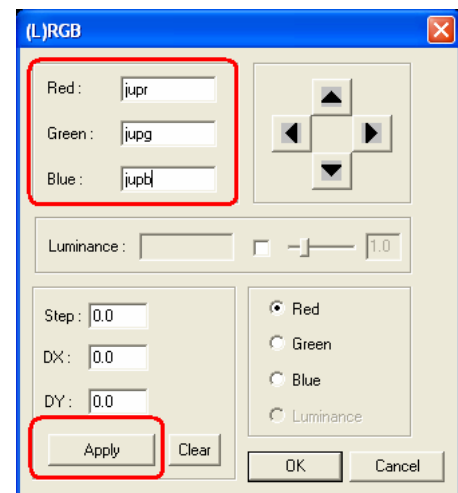 (L)RGB
Red : jupr
Green : jupg
Blue : jupb
Luminance : 1.0
Step : 0.0
DX : 0.0
DY : 0.0
Apply Clear
Red
Green
Blue
Luminance
OK Cancel